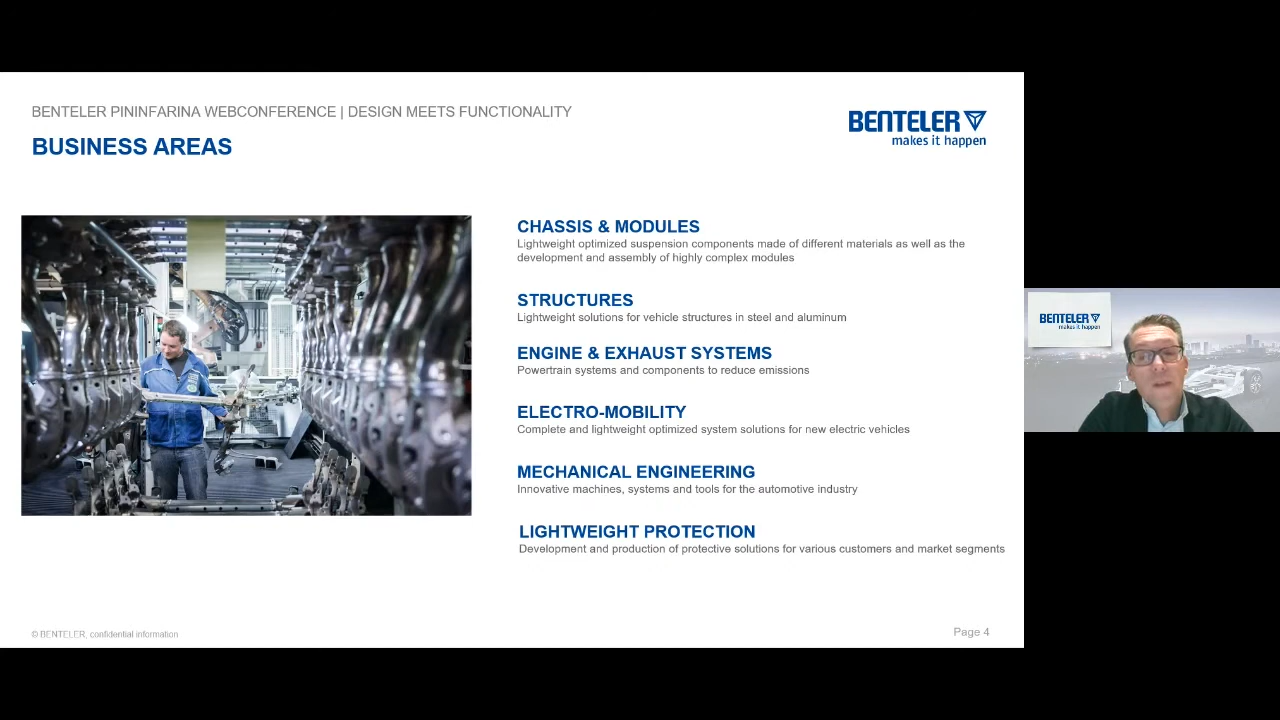 BENTELER PININFARINA WEBCONFERENCE | DESIGN MEETS FUNCTIONALITY
BUSINESS AREAS
BENTELER
makes it happen
CHASSIS & MODULES
Lightweight optimized suspension components made of different materials as well as the
development and assembly of highly complex modules
STRUCTURES
Lightweight solutions for vehicle structures in steel and aluminum
ENGINE & EXHAUST SYSTEMS
Powertrain systems and components to reduce emissions
ELECTRO-MOBILITY
Complete and lightweight optimized system solutions for new electric vehicles
MECHANICAL ENGINEERING
Innovative machines, systems and tools for the automotive industry
LIGHTWEIGHT PROTECTION
Development and production of protective solutions for various customers and market segments
© BENTELER, confidential information
Page 4
BENTELER
makes it happen